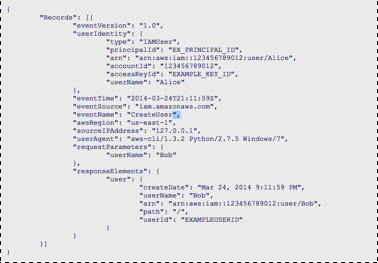 {
"Records": [{
"eventVersion": "1.0",
"userIdentity": {
"type": "IAMUser",
"principalId": "EX_PRINCIPAL_ID",
"arn": "arn:aws:iam::123456789012:user/Alice",
"accountId": "123456789012",
"accessKeyId": "EXAMPLE_KEY_ID",
"userName": "Alice"
},
"eventTime": "2014-03-24T21:11:59Z",
"eventSource": "iam.amazonaws.com",
"eventName": "CreateUser",
"awsRegion": "us-east-1",
"sourceIPAddress": "127.0.0.1",
"userAgent": "aws-cli/1.3.2 Python/2.7.5 Windows/7",
"requestParameters": {
"userName": "Bob"
},
"responseElements": {
"user": {
"createDate": "Mar 24, 2014 9:11:59 PM",
"userName": "Bob",
"arn": "arn:aws:iam::123456789012:user/Bob",
"path": "/",
"userId": "EXAMPLEUSERID"
}
}
}]
}